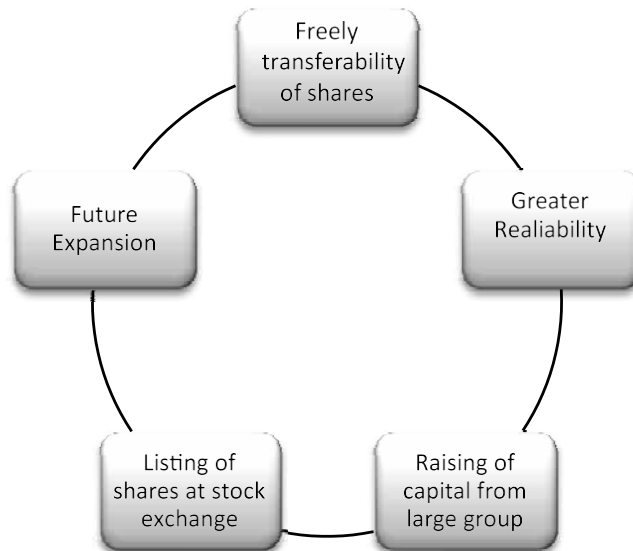 Freely
transferability
of shares
Greater
Realiability
Raising of
capital from
large group
Listing of
shares at stock
exchange
Future
Expansion